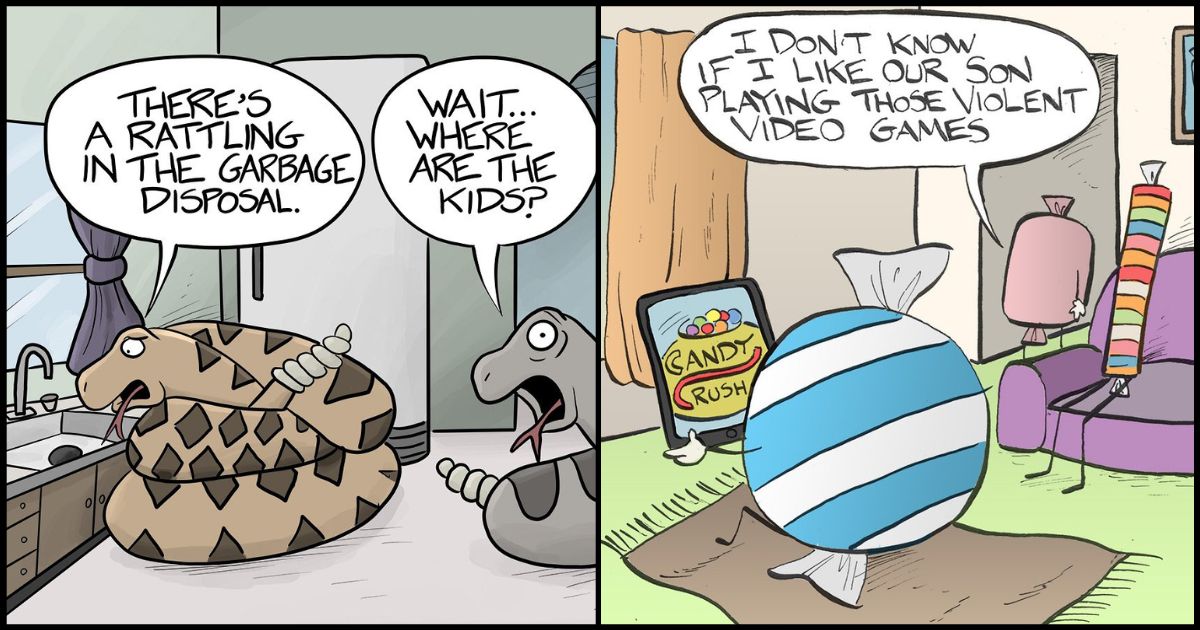 THERE'S
A RATTLING
IN THE GARBAGE
DISPOSAL.
WAIT...
WHERE
ARE THE
KIDS?
I DON'T KNOW
IF I LIKE OUR SON
PLAYING THOSE VIOLENT
VIDEO GAMES
CANDY
CRUSH